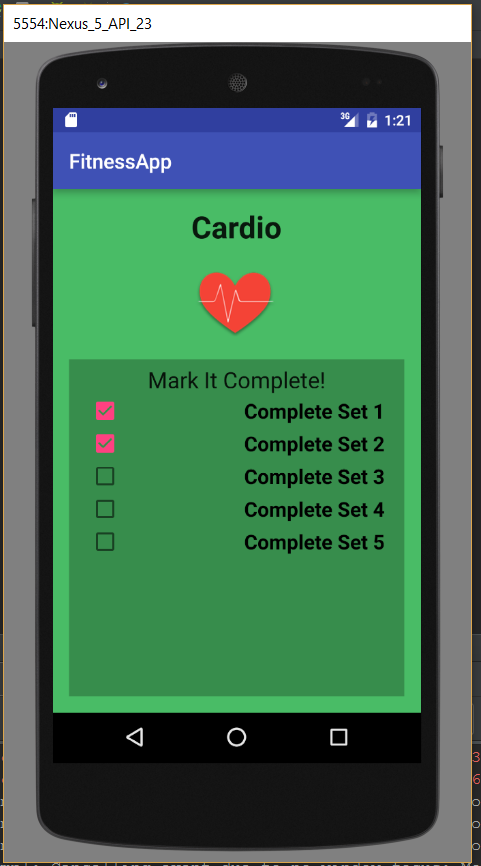 5554:Nexus_5_API_23
3G 1:21
FitnessApp
Cardio
Mark It Complete!
Complete Set 1
Complete Set 2
Complete Set 3
Complete Set 4
Complete Set 5